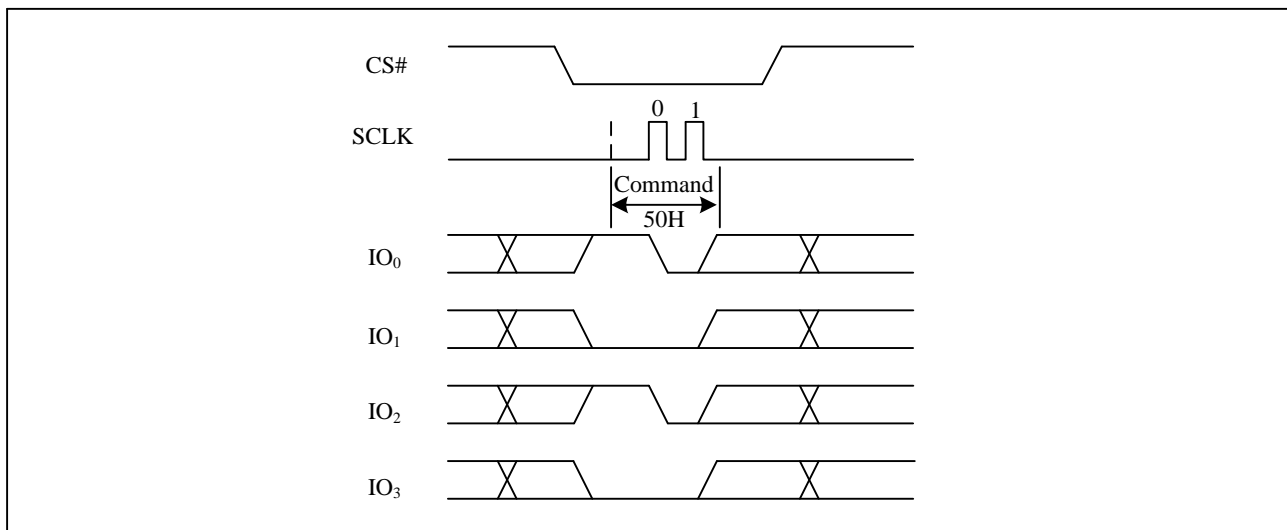 CS#
0 1
SCLK
Command
50H
IO₀
IO₁
IO₂
IO₃